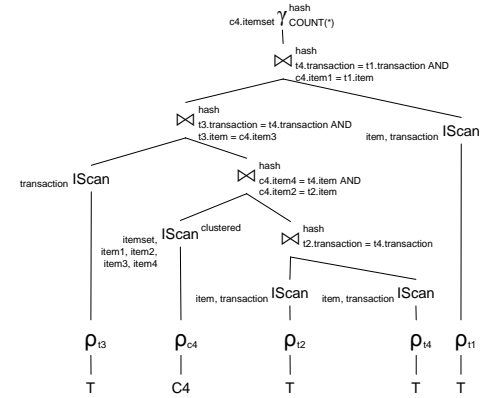 c4.itemset γ hash
COUNT(*)
hash
t4.transaction = t1.transaction AND
c4.item1 = t1.item
hash
t3.transaction = t4.transaction AND
t3.item = c4.item3
item, transaction IScan
transaction IScan
hash
c4.item4 = t4.item AND
c4.item2 = t2.item
itemset,
item1, item2,
item3, item4
IScan clustered
hash
t2.transaction = t4.transaction
item, transaction IScan
item, transaction IScan
ρt3 ρc4 ρt2 ρt4 ρt1
T C4 T T T